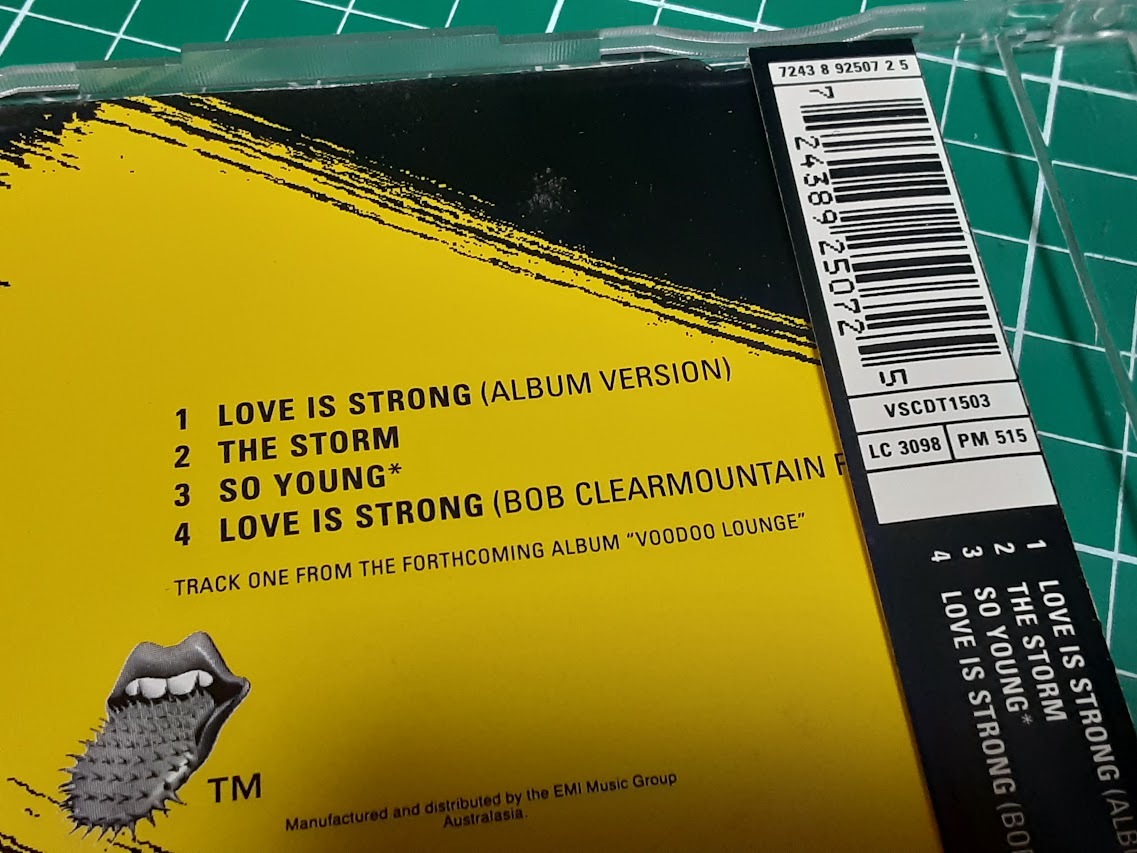 1 LOVE IS STRONG (ALBUM VERSION)
2 THE STORM
3 SO YOUNG*
4 LOVE IS STRONG (BOB CLEARMOUNTAIN
TRACK ONE FROM THE FORTHCOMING ALBUM “VOODOO LOUNGE”
TM
Manufactured and distributed by the EMI Music Group
Australasia.
7243 8 92507 2 5
7 243892 50725
VSCDT1503
LC 3098 PM 515
1 LOVE IS STRONG
2 THE STORM
3 SO YOUNG*
4 LOVE IS STRONG